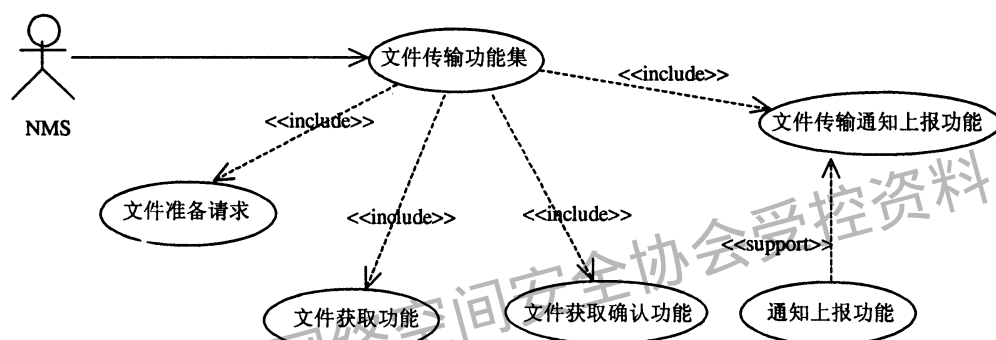 文件传输功能集
<<include>>
NMS
<<include>>
文件传输通知上报功能
文件准备请求
<<include>>
<<include>>
<<support>>
文件获取功能
文件获取确认功能
通知上报功能
网络空间安全协会受控资料